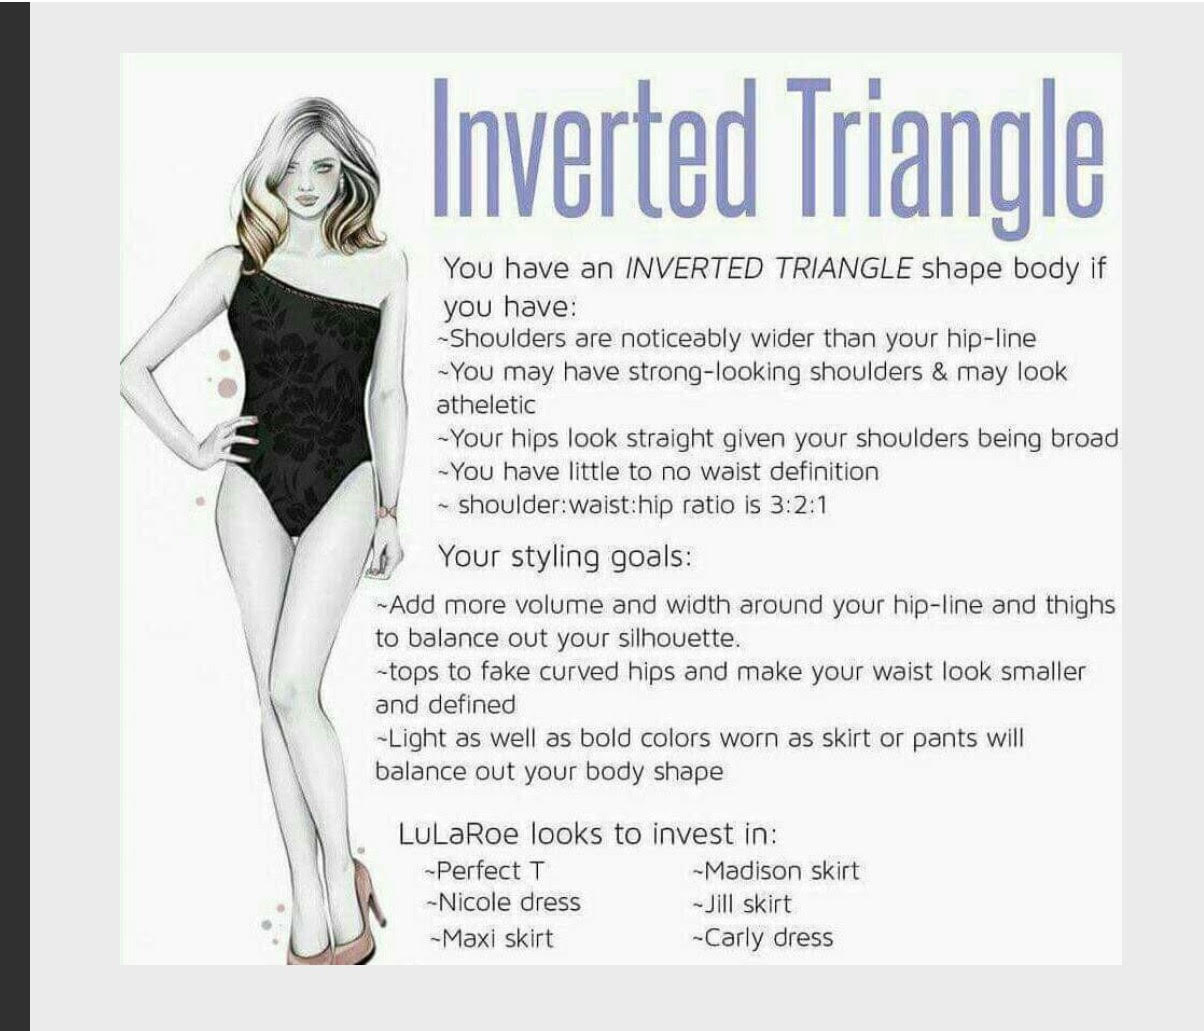 Inverted Triangle
You have an INVERTED TRIANGLE shape body if
you have:
~Shoulders are noticeably wider than your hip-line
~You may have strong-looking shoulders & may look
atheletic
~Your hips look straight given your shoulders being broad
~You have little to no waist definition
~ shoulder:waist:hip ratio is 3:2:1
Your styling goals:
~Add more volume and width around your hip-line and thighs
to balance out your silhouette.
~tops to fake curved hips and make your waist look smaller
and defined
~Light as well as bold colors worn as skirt or pants will
balance out your body shape
LuLaRoe looks to invest in:
~Perfect T
~Nicole dress
~Maxi skirt
~Madison skirt
~Jill skirt
~Carly dress